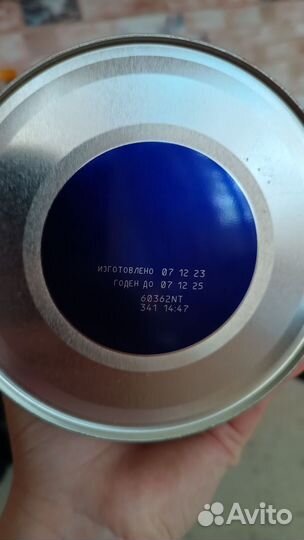 ИЗГОТОВЛЕНО 07 12 23
ГОДЕН ДО 07 12 25
60362NT
341 14:47
Avito